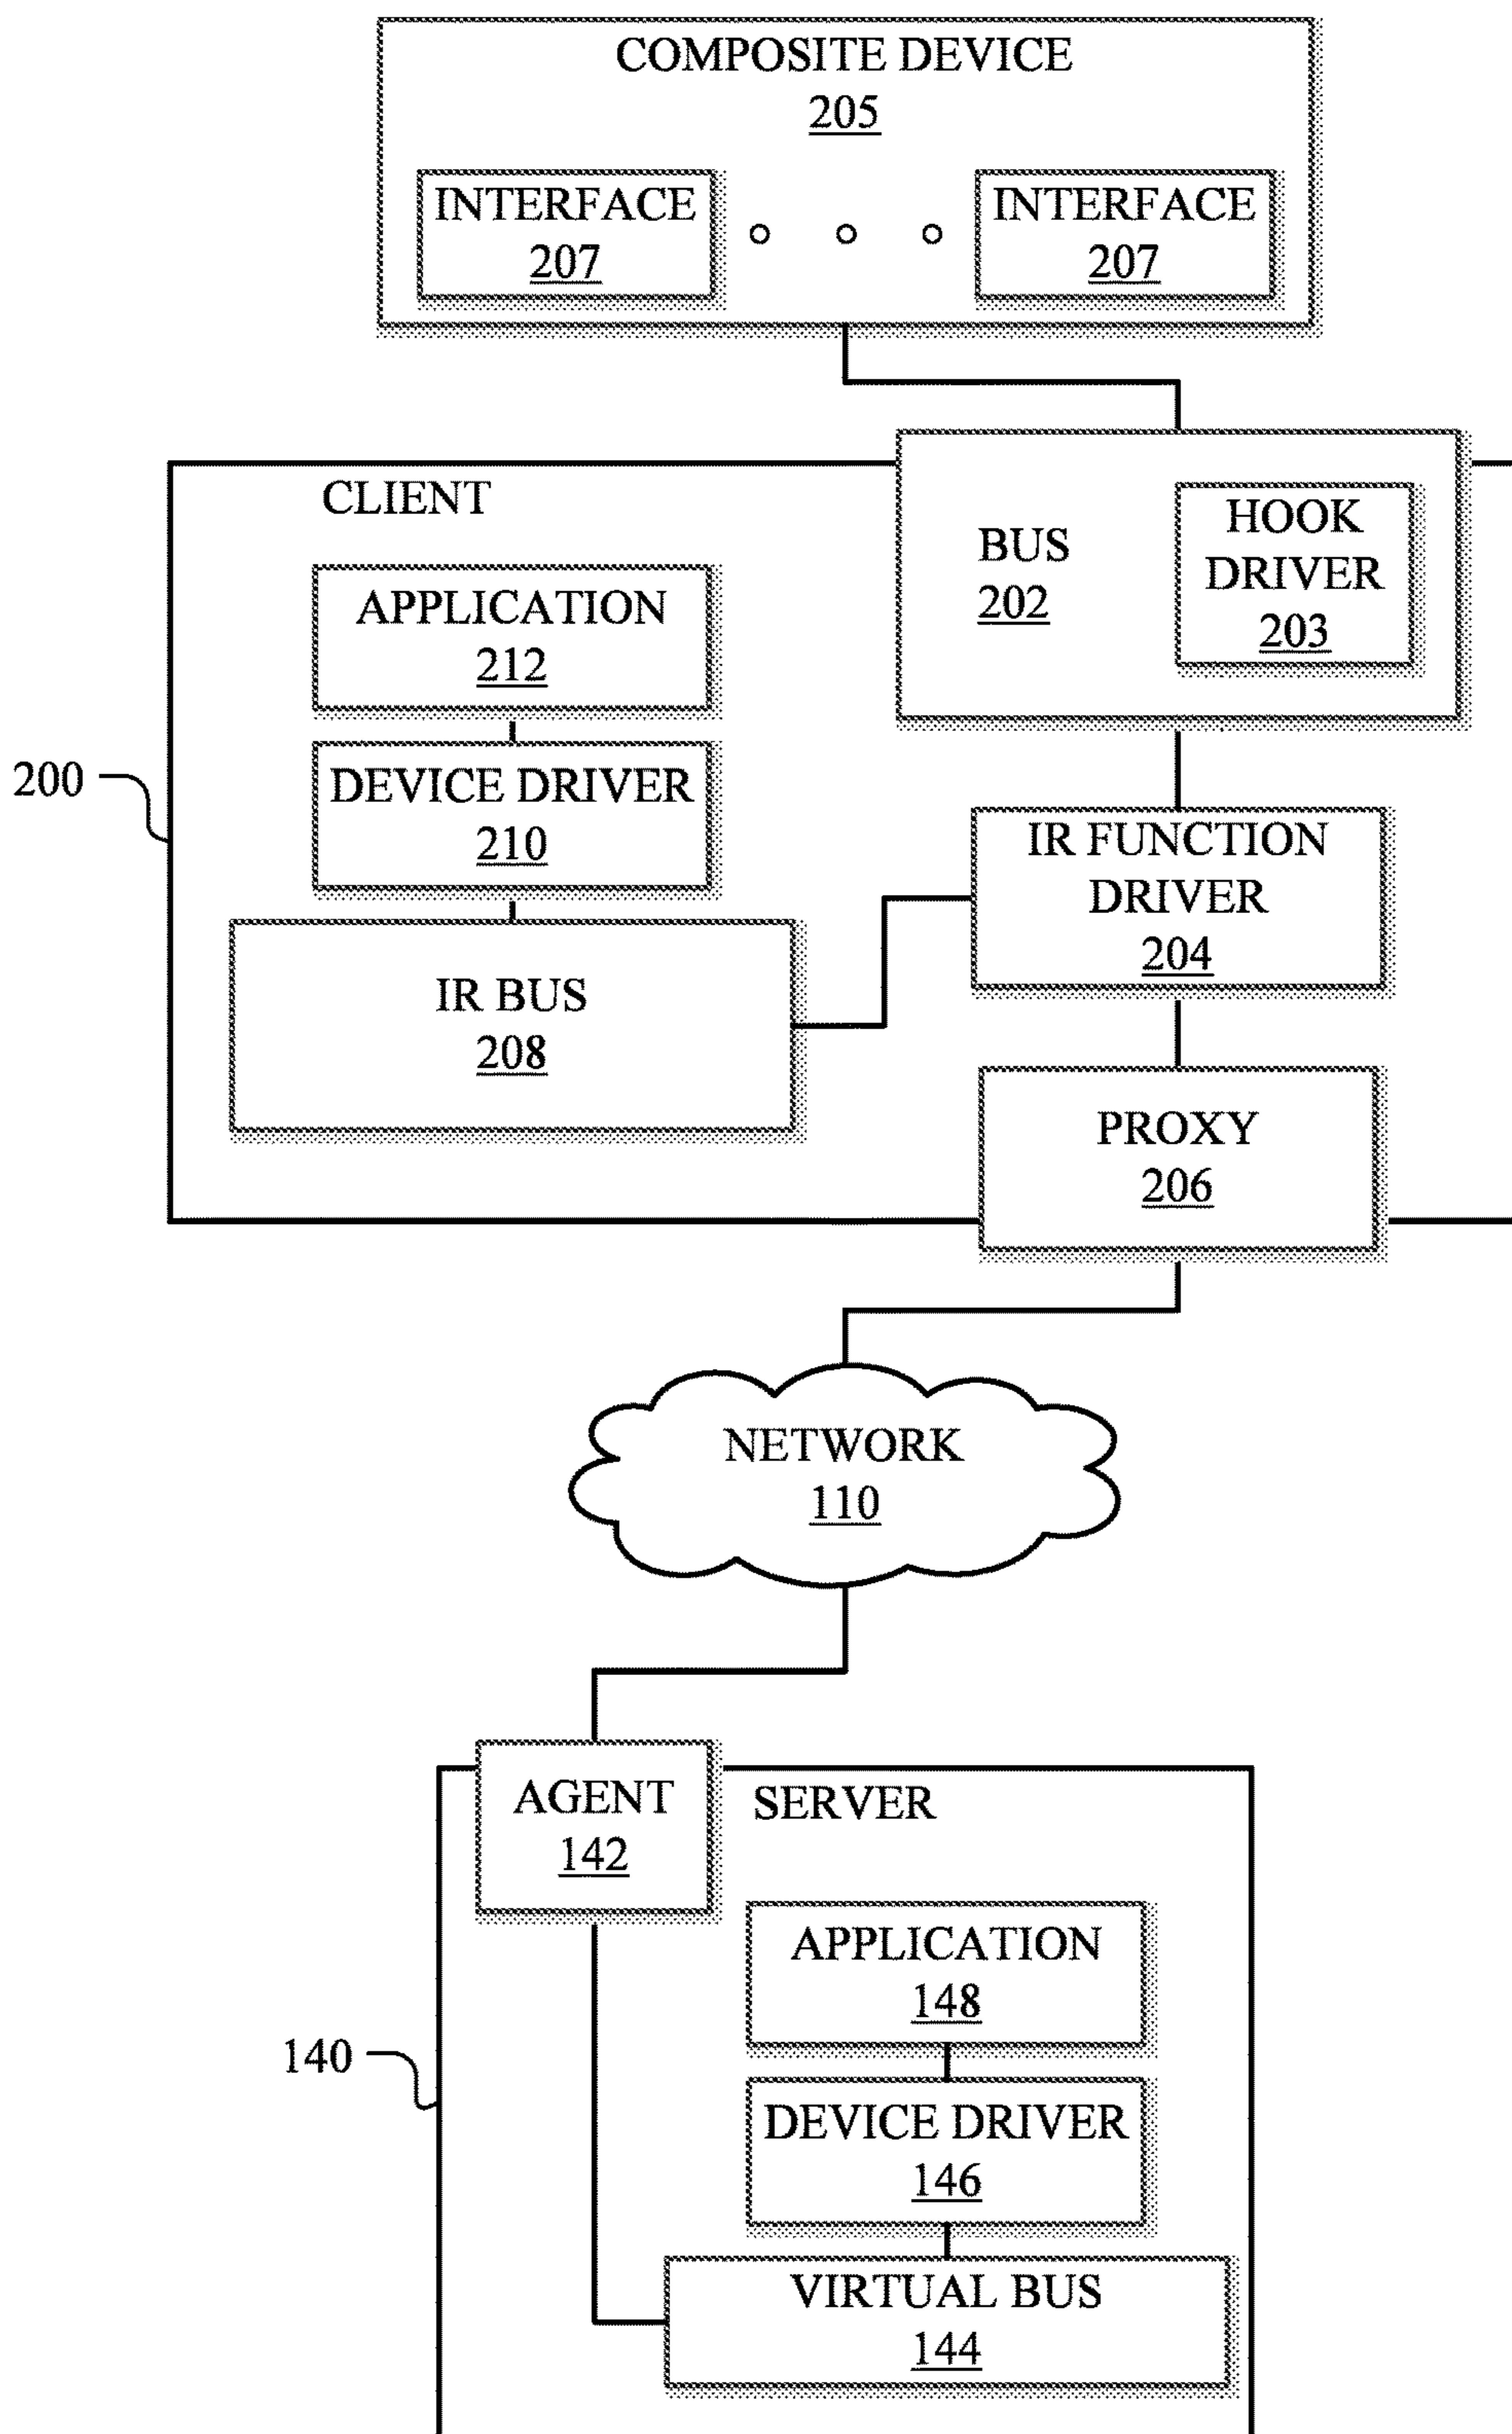 COMPOSITE DEVICE
205
INTERFACE
207
INTERFACE
207
CLIENT
BUS
202
HOOK
DRIVER
203
APPLICATION
212
DEVICE DRIVER
210
200
IR FUNCTION
DRIVER
204
IR BUS
208
PROXY
206
NETWORK
110
AGENT
142
SERVER
APPLICATION
148
140
DEVICE DRIVER
146
VIRTUAL BUS
144